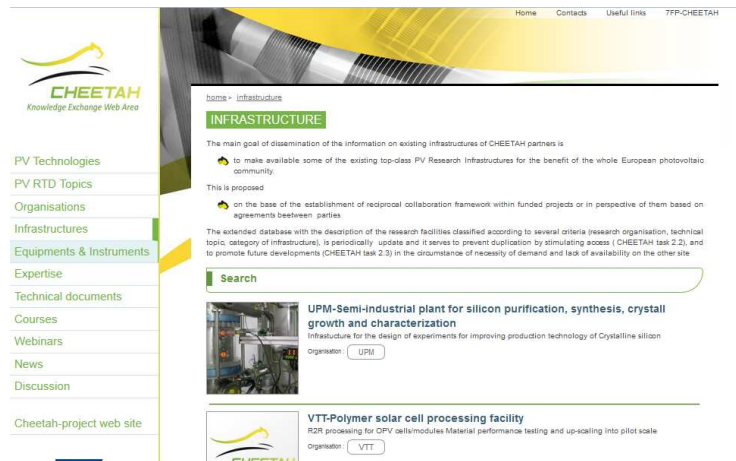 Home Contacts Useful links 7FP-CHEETAH
CHEETAH
Knowledge Exchange Web Area
PV Technologies
PV RTD Topics
Organisations
Infrastructures
Equipments & Instruments
Expertise
Technical documents
Courses
Webinars
News
Discussion
Cheetah-project web site
home » infrastructure
INFRASTRUCTURE
The main goal of dissemination of the information on existing infrastructures of CHEETAH partners is
to make available some of the existing top-class PV Research Infrastructures for the benefit of the whole European photovoltaic
community.
This is proposed
on the base of the establishment of reciprocal collaboration framework within funded projects or in perspective of them based on
agreements beetween parties
The extended database with the description of the research facilities classified according to several criteria (research organisation, technical
topic, category of infrastructure), is periodically update and it serves to prevent duplication by stimulating access ( CHEETAH task 2.2), and
to promote future developments (CHEETAH task 2.3) in the circumstance of necessity of demand and lack of availability on the other site
Search
UPM-Semi-industrial plant for silicon purification, synthesis, crystall
growth and characterization
Infrastucture for the design of experiments for improving production technology of Crystalline silicon
Organisation : UPM
VTT-Polymer solar cell processing facility
R2R processing for OPV cells/modules Material performance testing and up-scaling into pilot scale
Organisation : VTT
CHEETAH